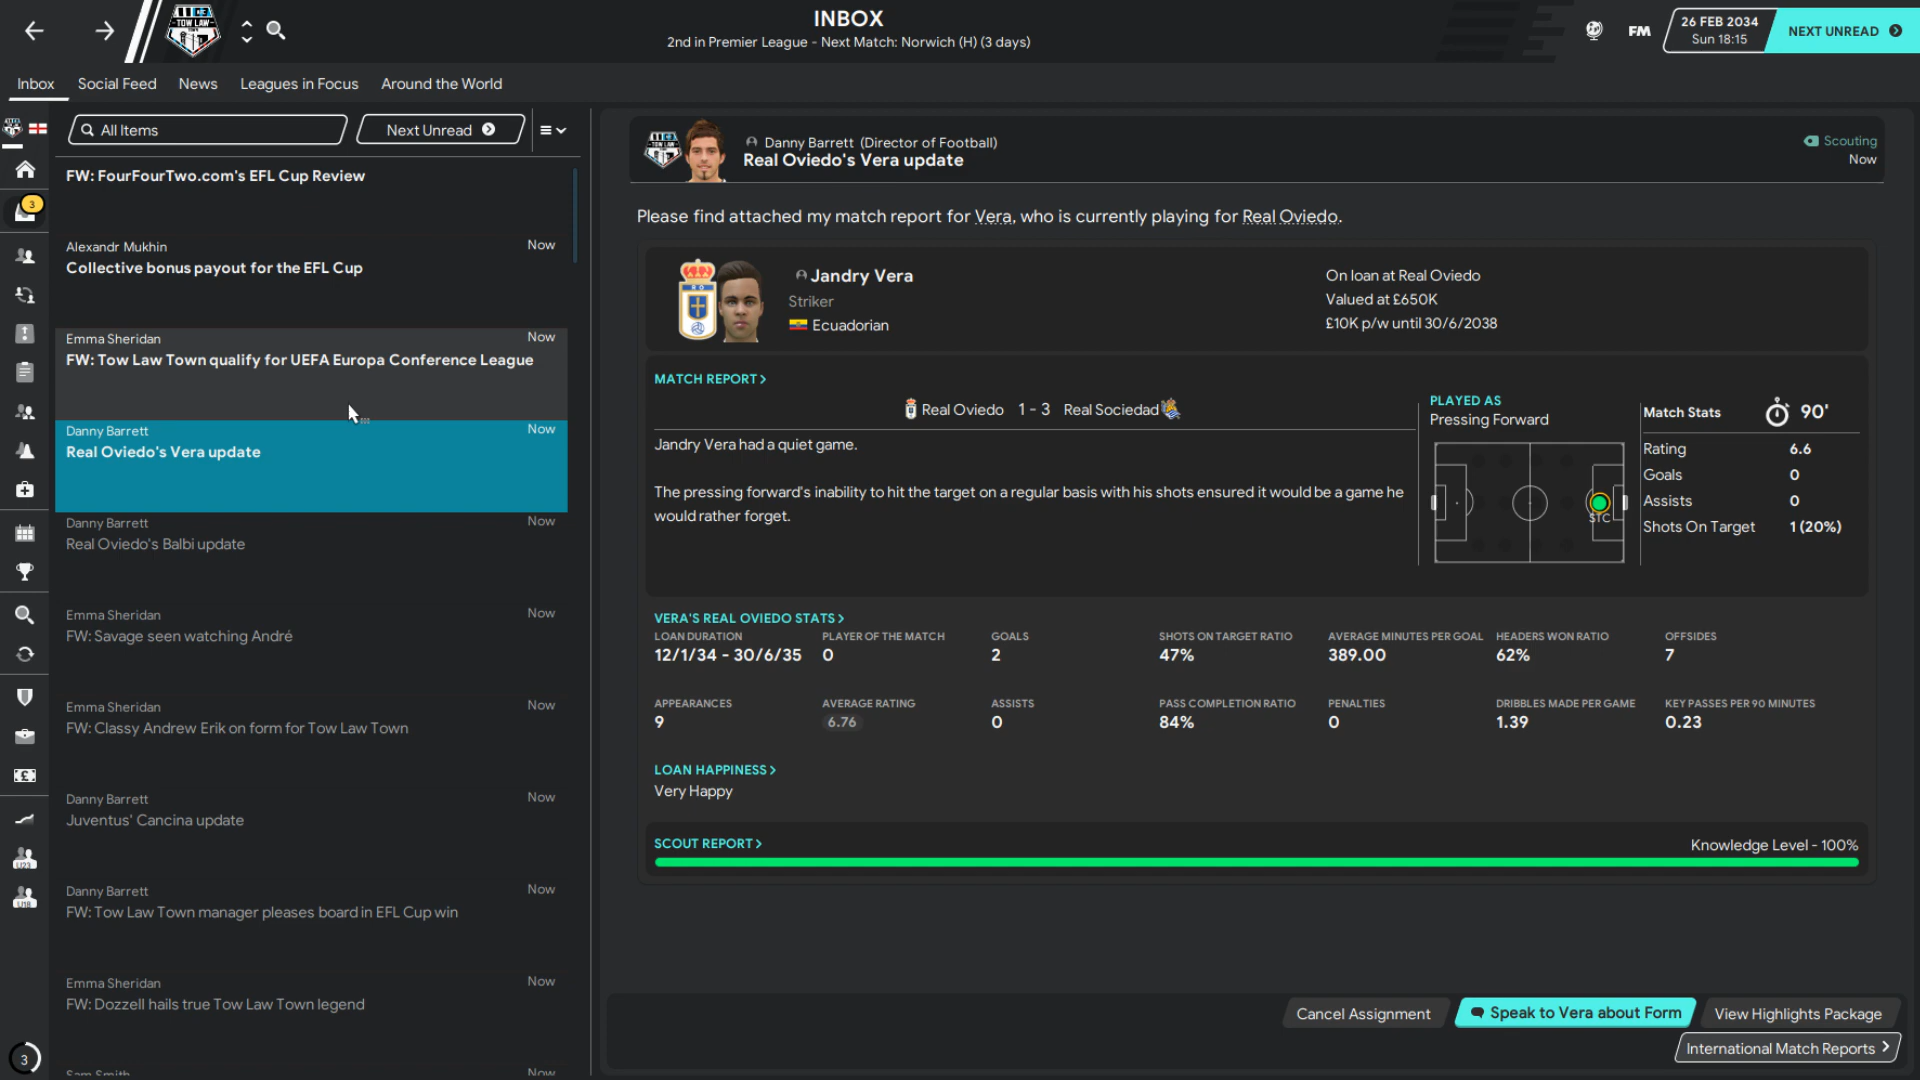 INBOX
2nd in Premier League - Next Match: Norwich (H) (3 days)
TOW LAW
FM
26 FEB 2034
Sun 18:15
NEXT UNREAD
Inbox
Social Feed
News
Leagues in Focus
Around the World
All Items
Next Unread
3
FW: FourFourTwo.com's EFL Cup Review
Alexandr Mukhin
Now
Collective bonus payout for the EFL Cup
Emma Sheridan
Now
FW: Tow Law Town qualify for UEFA Europa Conference League
Danny Barrett
Now
Real Oviedo's Vera update
Danny Barrett
Now
Real Oviedo's Balbi update
Emma Sheridan
Now
FW: Savage seen watching André
Emma Sheridan
Now
FW: Classy Andrew Erik on form for Tow Law Town
Danny Barrett
Now
Juventus' Cancina update
Danny Barrett
Now
FW: Tow Law Town manager pleases board in EFL Cup win
Emma Sheridan
Now
FW: Dozzell hails true Tow Law Town legend
Sam Smith
Now
U23
U18
3
Danny Barrett (Director of Football)
Real Oviedo's Vera update
Scouting
Now
Please find attached my match report for Vera, who is currently playing for Real Oviedo.
Jandry Vera
Striker
Ecuadorian
On loan at Real Oviedo
Valued at £650K
£10K p/w until 30/6/2038
MATCH REPORT
Real Oviedo 1 - 3 Real Sociedad
Jandry Vera had a quiet game.
The pressing forward's inability to hit the target on a regular basis with his shots ensured it would be a game he
would rather forget.
PLAYED AS
Pressing Forward
STC
Match Stats 90'
Rating 6.6
Goals 0
Assists 0
Shots On Target 1 (20%)
VERA'S REAL OVIEDO STATS
LOAN DURATION
12/1/34 - 30/6/35
PLAYER OF THE MATCH
0
GOALS
2
SHOTS ON TARGET RATIO
47%
AVERAGE MINUTES PER GOAL
389.00
HEADERS WON RATIO
62%
OFFSIDES
7
APPEARANCES
9
AVERAGE RATING
6.76
ASSISTS
0
PASS COMPLETION RATIO
84%
PENALTIES
0
DRIBBLES MADE PER GAME
1.39
KEY PASSES PER 90 MINUTES
0.23
LOAN HAPPINESS
Very Happy
SCOUT REPORT
Knowledge Level - 100%
Cancel Assignment
Speak to Vera about Form
View Highlights Package
International Match Reports